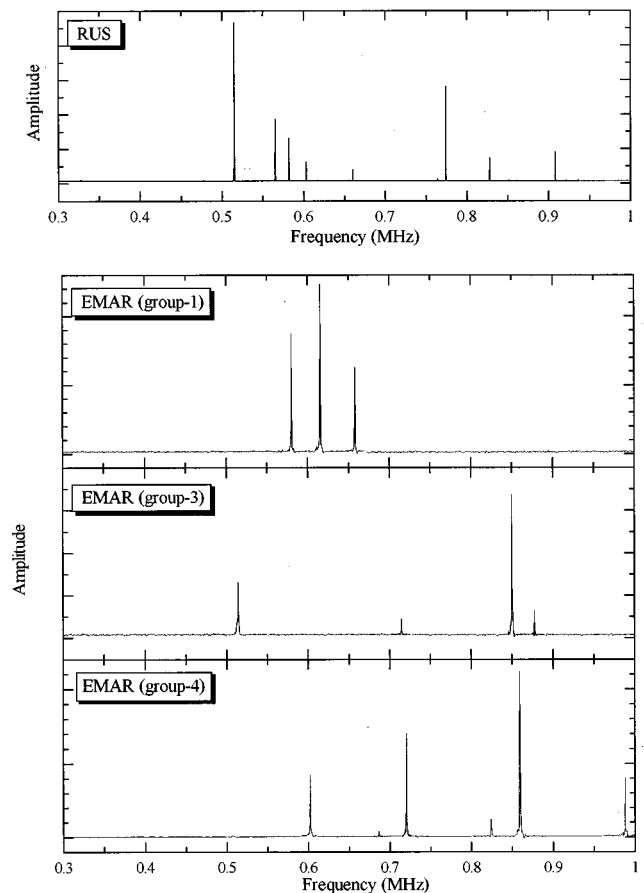 RUS
Amplitude
0.3 0.4 0.5 0.6 0.7 0.8 0.9 1
Frequency (MHz)
EMAR (group-1)
EMAR (group-3)
Amplitude
EMAR (group-4)
0.3 0.4 0.5 0.6 0.7 0.8 0.9 1
Frequency (MHz)